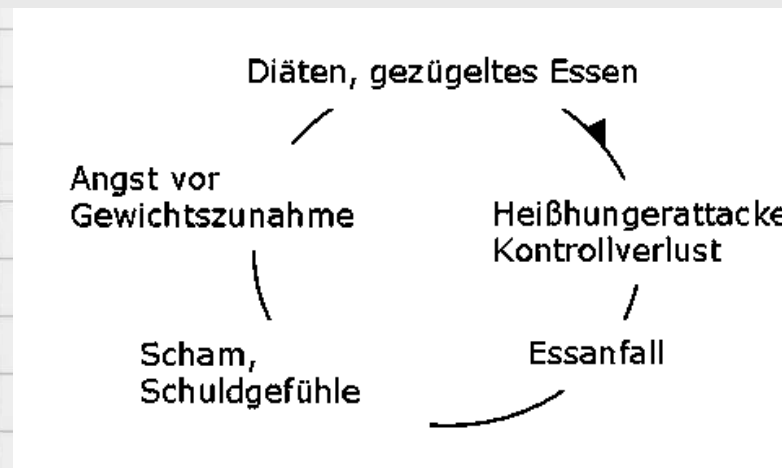 Diäten, gezügeltes Essen
Angst vor
Gewichtszunahme
Heißhungerattacke
Kontrollverlust
Essanfall
Scham,
Schuldgefühle